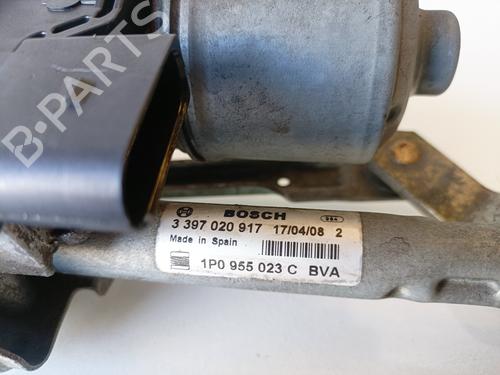 B-PARTS
BOSCH
3 397 020 917 17/04/08 2
Made in Spain
1P0 955 023 C BVA